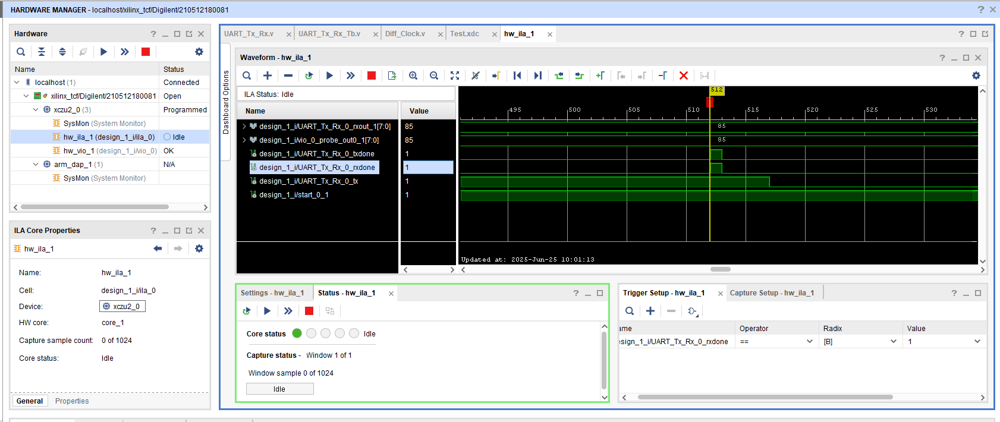 HARDWARE MANAGER - localhost/xilinx_tcf/Digilent/210512180081
Hardware
Name Status
localhost (1) Connected
xilinx_tcf/Digilent/210512180081 Open
xczu2_0 (3) Programmed
SysMon (System Monitor)
hw_ila_1 (design_1_i/ila_0) Idle
hw_vio_1 (design_1_i/vio_0) OK
arm_dap_1 (1) N/A
SysMon (System Monitor)
ILA Core Properties
hw_ila_1
Name: hw_ila_1
Cell: design_1_i/ila_0
Device: xczu2_0
HW core: core_1
Capture sample count: 0 of 1024
Core status: Idle
General Properties
UART_Tx_Rx.v UART_Tx_Rx_Tb.v Diff_Clock.v Test.xdc hw_ila_1
Dashboard Options
Waveform - hw_ila_1
ILA Status: Idle
Name Value
design_1_i/UART_Tx_Rx_0_rxout_1[7:0] 85
design_1_i/vio_0_probe_out0_1[7:0] 85
design_1_i/UART_Tx_Rx_0_txdone 1
design_1_i/UART_Tx_Rx_0_rxdone 1
design_1_i/UART_Tx_Rx_0_tx 1
design_1_i/start_0_1 1
512
495 500 505 510 515 520 525 530
85
85
Updated at: 2025-Jun-25 10:01:13
Settings - hw_ila_1 Status - hw_ila_1
Core status Idle
Capture status - Window 1 of 1
Window sample 0 of 1024
Idle
Trigger Setup - hw_ila_1 Capture Setup - hw_ila_1
ame Operator Radix Value
sign_1_i/UART_Tx_Rx_0_rxdone == [B] 1